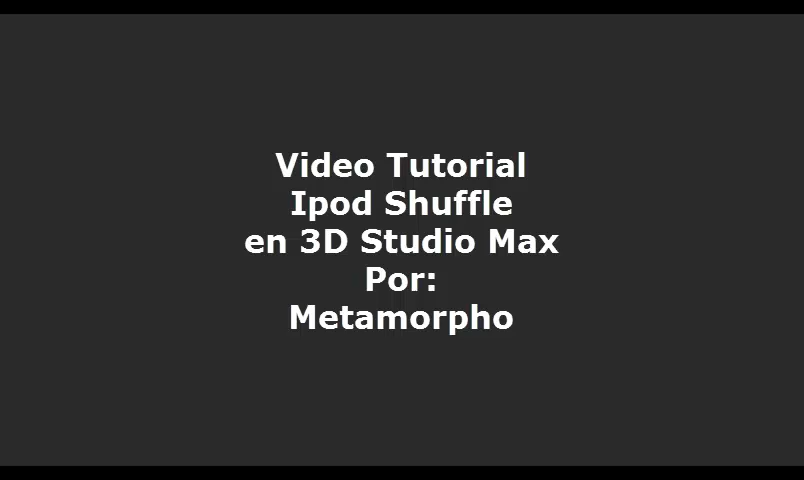 Video Tutorial
Ipod Shuffle
en 3D Studio Max
Por:
Metamorpho